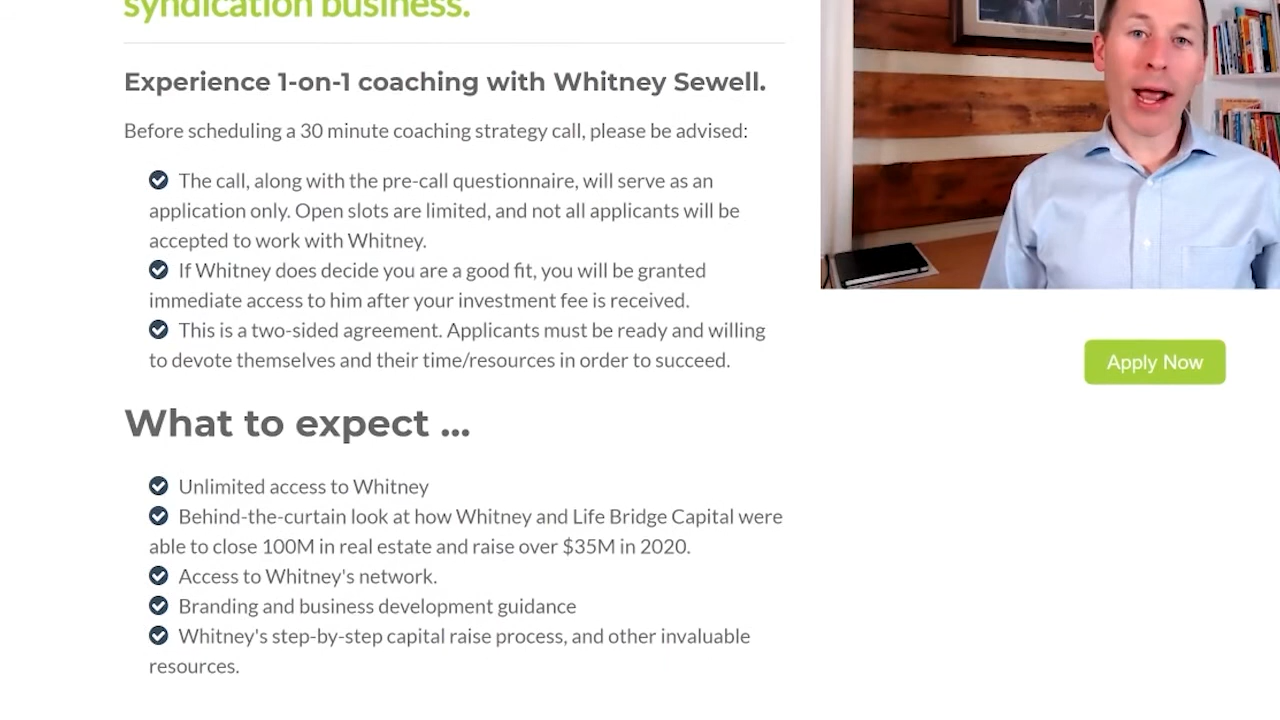 syndication business.
Experience 1-on-1 coaching with Whitney Sewell.
Before scheduling a 30 minute coaching strategy call, please be advised:
The call, along with the pre-call questionnaire, will serve as an
application only. Open slots are limited, and not all applicants will be
accepted to work with Whitney.
If Whitney does decide you are a good fit, you will be granted
immediate access to him after your investment fee is received.
This is a two-sided agreement. Applicants must be ready and willing
to devote themselves and their time/resources in order to succeed.
Apply Now
What to expect ...
Unlimited access to Whitney
Behind-the-curtain look at how Whitney and Life Bridge Capital were
able to close 100M in real estate and raise over $35M in 2020.
Access to Whitney's network.
Branding and business development guidance
Whitney's step-by-step capital raise process, and other invaluable
resources.